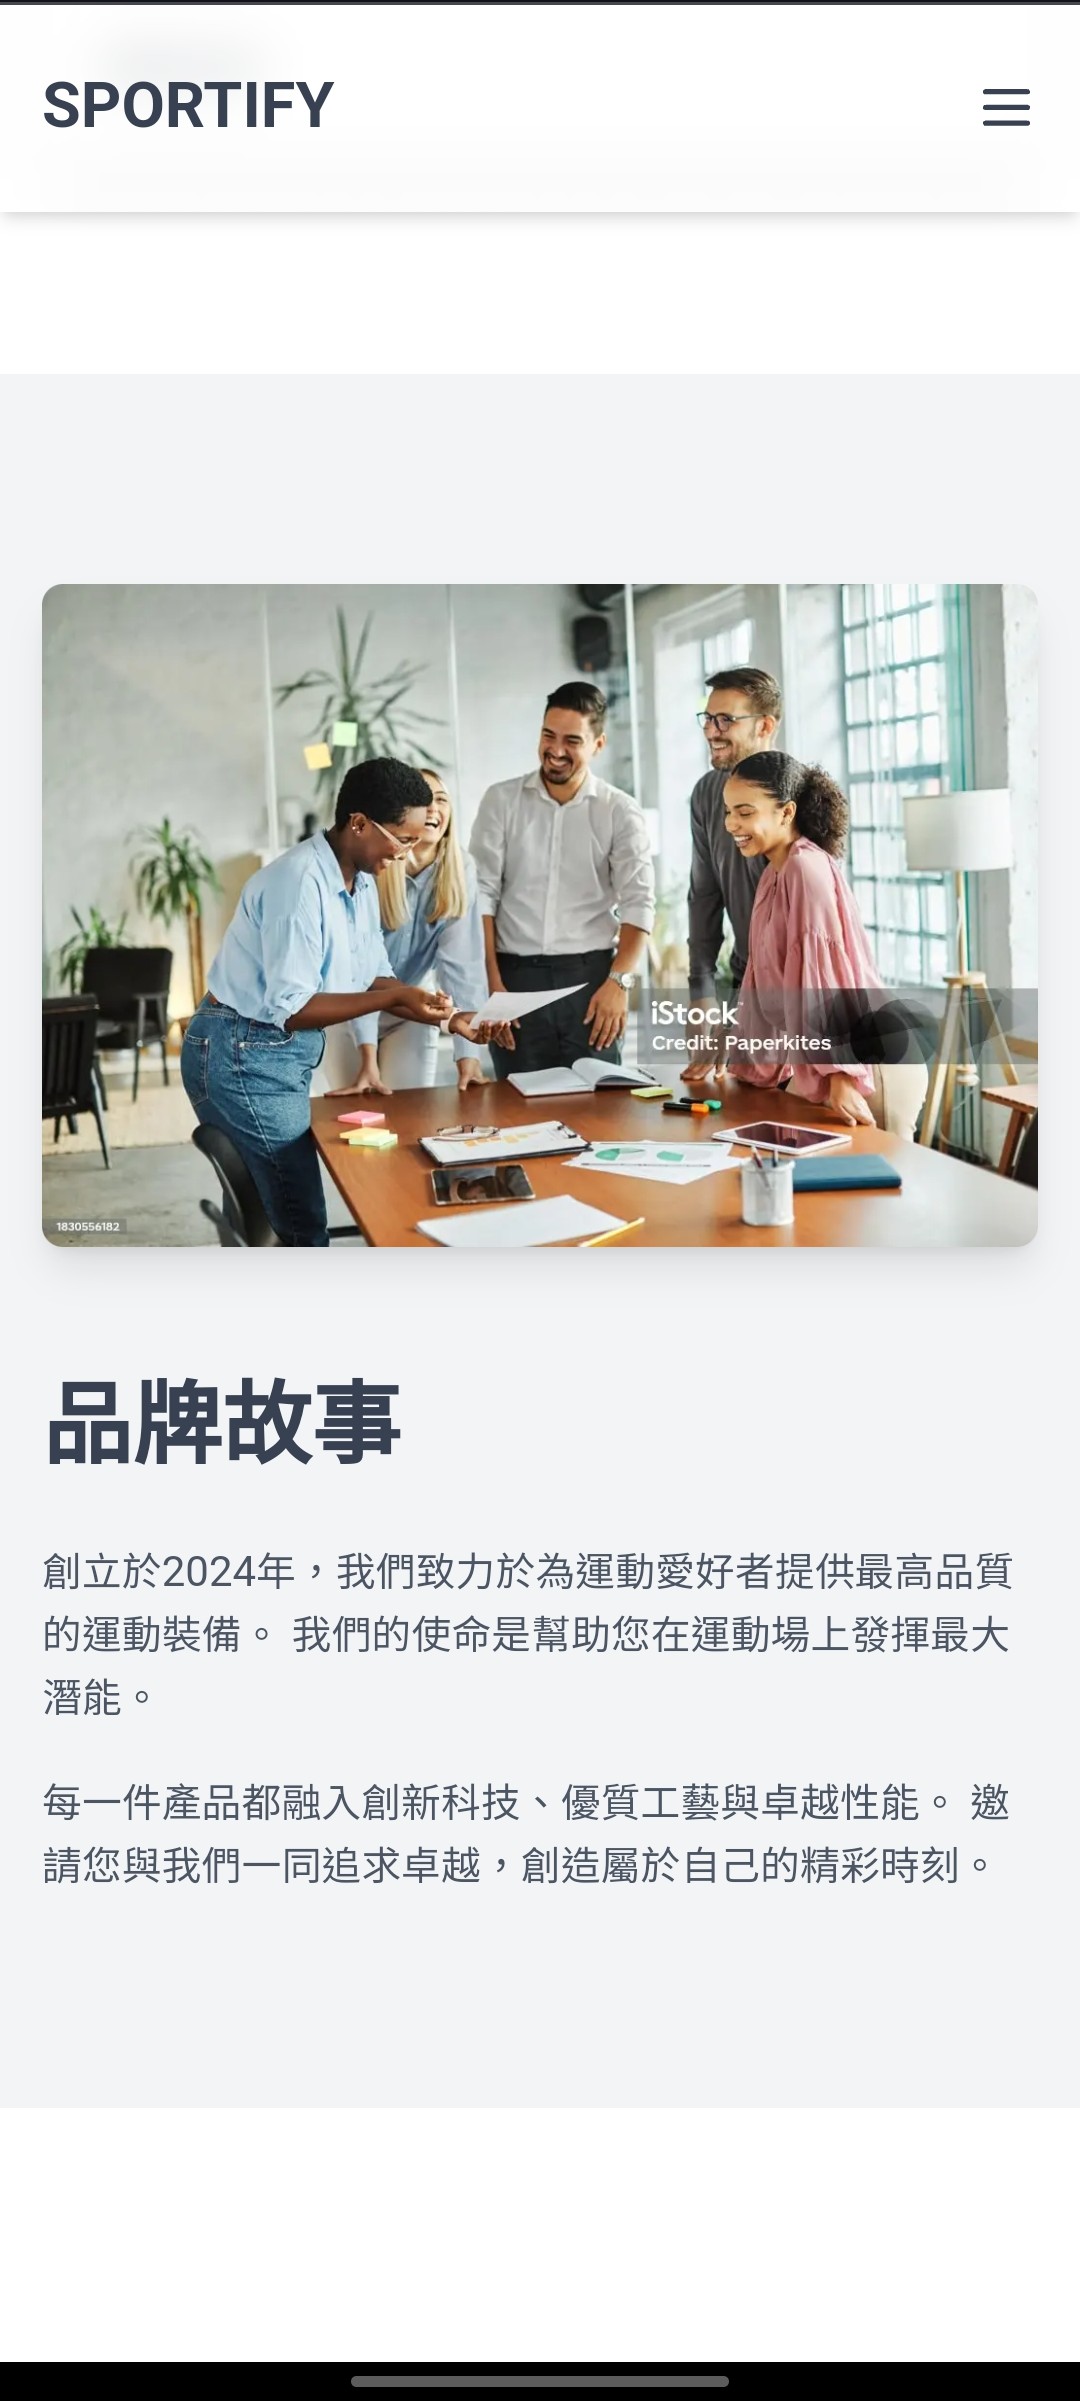 SPORTIFY
iStock
Credit: Paperkites
1830556182
品牌故事
創立於2024年，我們致力於為運動愛好者提供最高品質
的運動裝備。 我們的使命是幫助您在運動場上發揮最大
潛能。
每一件產品都融入創新科技、優質工藝與卓越性能。 邀
請您與我們一同追求卓越，創造屬於自己的精彩時刻。